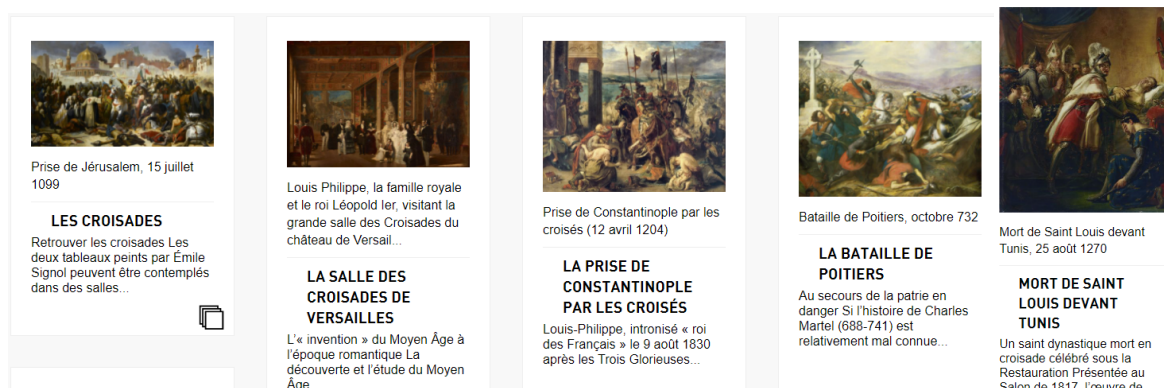 Prise de Jérusalem, 15 juillet
1099
LES CROISADES
Retrouver les croisades Les
deux tableaux peints par Émile
Signol peuvent être contemplés
dans des salles...
Louis Philippe, la famille royale
et le roi Léopold Ier, visitant la
grande salle des Croisades du
château de Versail...
LA SALLE DES
CROISADES DE
VERSAILLES
L'« invention » du Moyen Âge à
l'époque romantique La
découverte et l'étude du Moyen
Âge
Prise de Constantinople par les
croisés (12 avril 1204)
LA PRISE DE
CONSTANTINOPLE
PAR LES CROISÉS
Louis-Philippe, intronisé « roi
des Français » le 9 août 1830
après les Trois Glorieuses...
Bataille de Poitiers, octobre 732
LA BATAILLE DE
POITIERS
Au secours de la patrie en
danger Si l'histoire de Charles
Martel (688-741) est
relativement mal connue...
Mort de Saint Louis devant
Tunis, 25 août 1270
MORT DE SAINT
LOUIS DEVANT
TUNIS
Un saint dynastique mort en
croisade célébré sous la
Restauration Présentée au
Salon de 1817, l'œuvre de